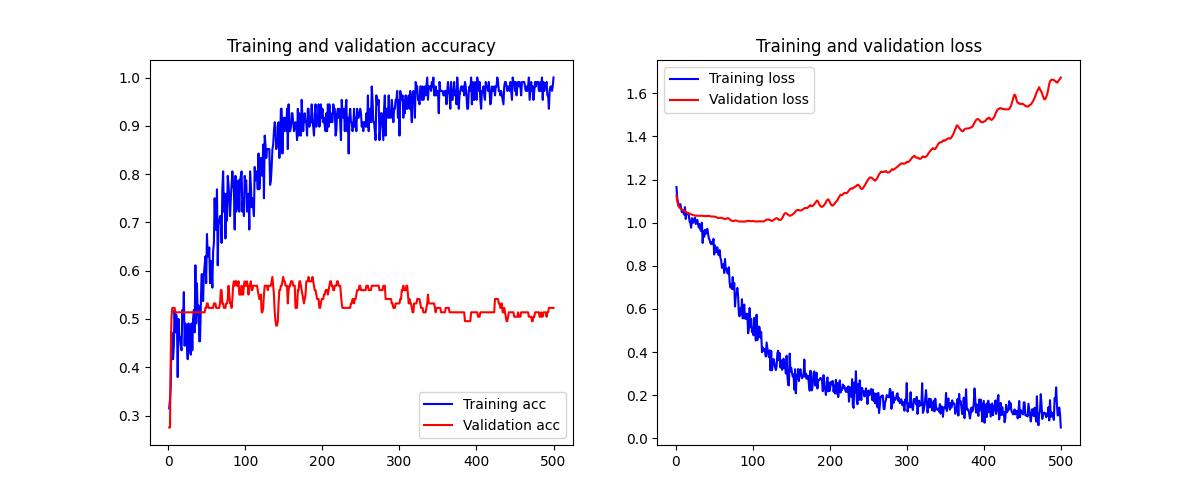 Training and validation accuracy
1.0
0.9
0.8
0.7
0.6
0.5
0.4
0.3
Training acc
Validation acc
0 100 200 300 400 500
Training and validation loss
Training loss
Validation loss
1.6
1.4
1.2
1.0
0.8
0.6
0.4
0.2
0.0
0 100 200 300 400 500